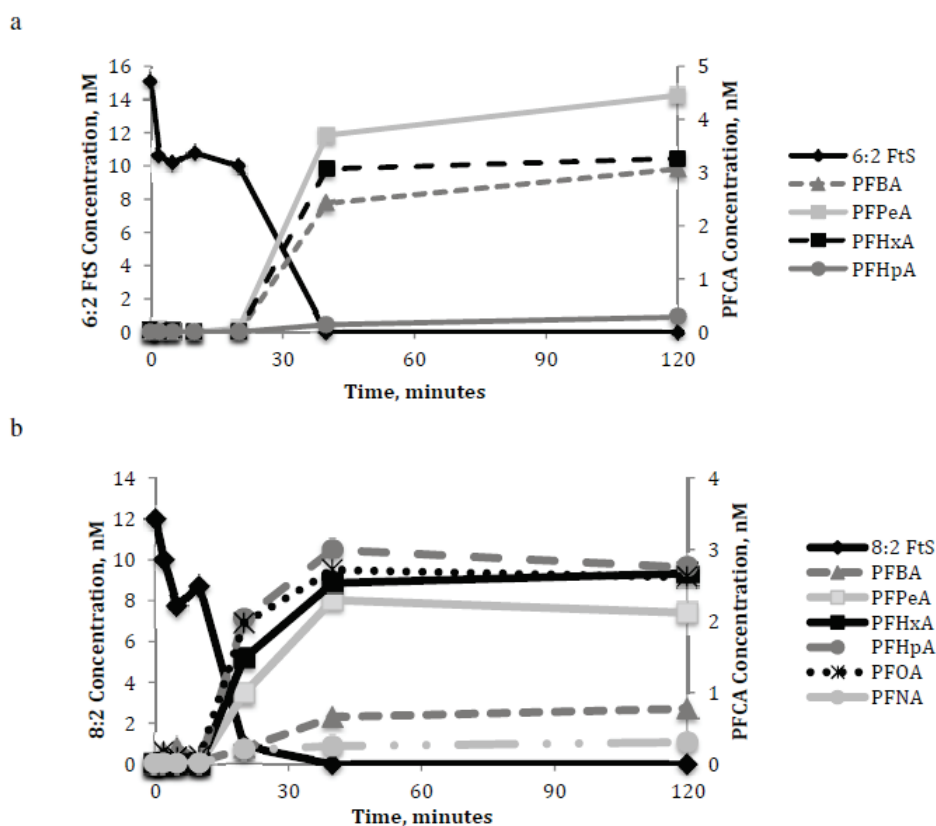 a
16
14
12
10
8
6
4
2
0
6:2 FtS Concentration, nM
5
4
3
2
1
0
PFCA Concentration, nM
0
30
60
90
120
Time, minutes
6:2 FtS
PFBA
PFPeA
PFHxA
PFHpA
b
14
12
10
8
6
4
2
0
8:2 Concentration, nM
4
3
2
1
0
PFCA Concentration, nM
0
30
60
90
120
Time, minutes
8:2 FtS
PFBA
PFPeA
PFHxA
PFHpA
PFOA
PFNA